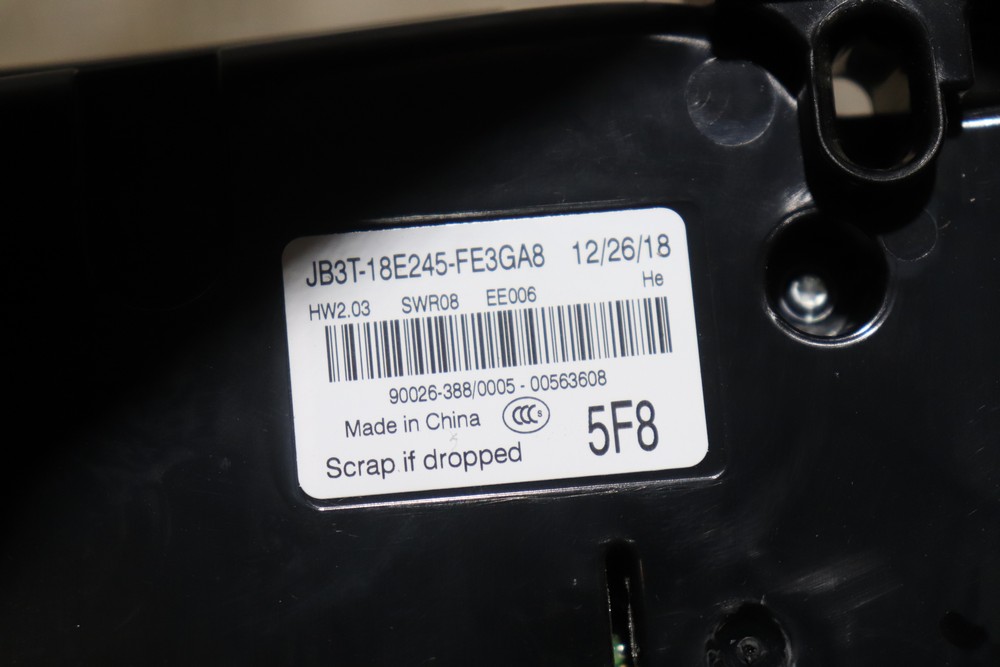 JB3T-18E245-FE3GA8 12/26/18
He
HW2.03 SWR08 EE006
90026-388/0005 - 00563608
Made in China CCC S
5F8
Scrap if dropped